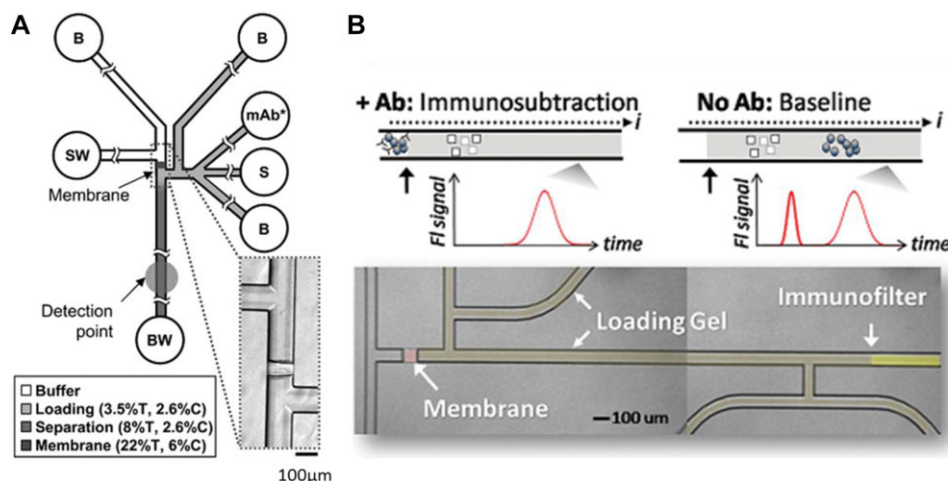 A
B
B
mAb*
SW
S
Membrane
B
Detection
point
BW
Buffer
Loading (3.5%T, 2.6%C)
Separation (8%T, 2.6%C)
Membrane (22%T, 6%C)
100µm
B
+ Ab: Immunosubtraction
i
Fl signal
time
No Ab: Baseline
i
Fl signal
time
Immunofilter
Loading Gel
Membrane
100 um